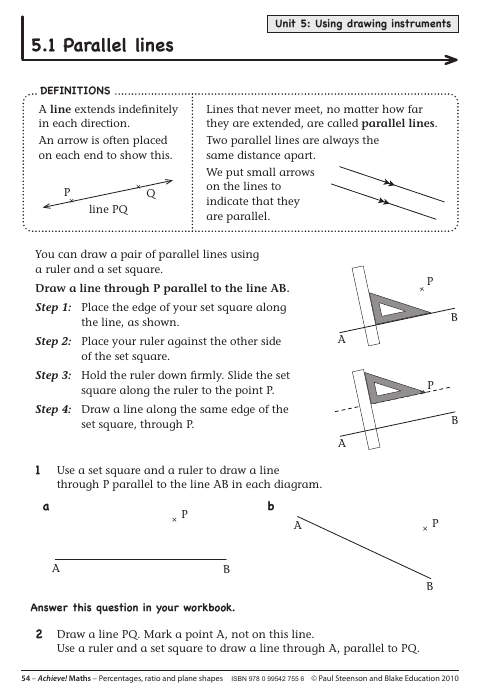 Unit 5: Using drawing instruments
5.1 Parallel lines
DEFINITIONS
A line extends indefinitely
in each direction.
An arrow is often placed
on each end to show this.
P
Q
line PQ
Lines that never meet, no matter how far
they are extended, are called parallel lines.
Two parallel lines are always the
same distance apart.
We put small arrows
on the lines to
indicate that they
are parallel.
You can draw a pair of parallel lines using
a ruler and a set square.
Draw a line through P parallel to the line AB.
Step 1: Place the edge of your set square along
the line, as shown.
Step 2: Place your ruler against the other side
of the set square.
Step 3: Hold the ruler down firmly. Slide the set
square along the ruler to the point P.
Step 4: Draw a line along the same edge of the
set square, through P.
P
B
A
P
B
A
1 Use a set square and a ruler to draw a line
through P parallel to the line AB in each diagram.
a
P
A
B
b
A
P
B
Answer this question in your workbook.
2 Draw a line PQ. Mark a point A, not on this line.
Use a ruler and a set square to draw a line through A, parallel to PQ.
54 – Achieve! Maths – Percentages, ratio and plane shapes ISBN 978 0 99542 755 6 © Paul Steenson and Blake Education 2010